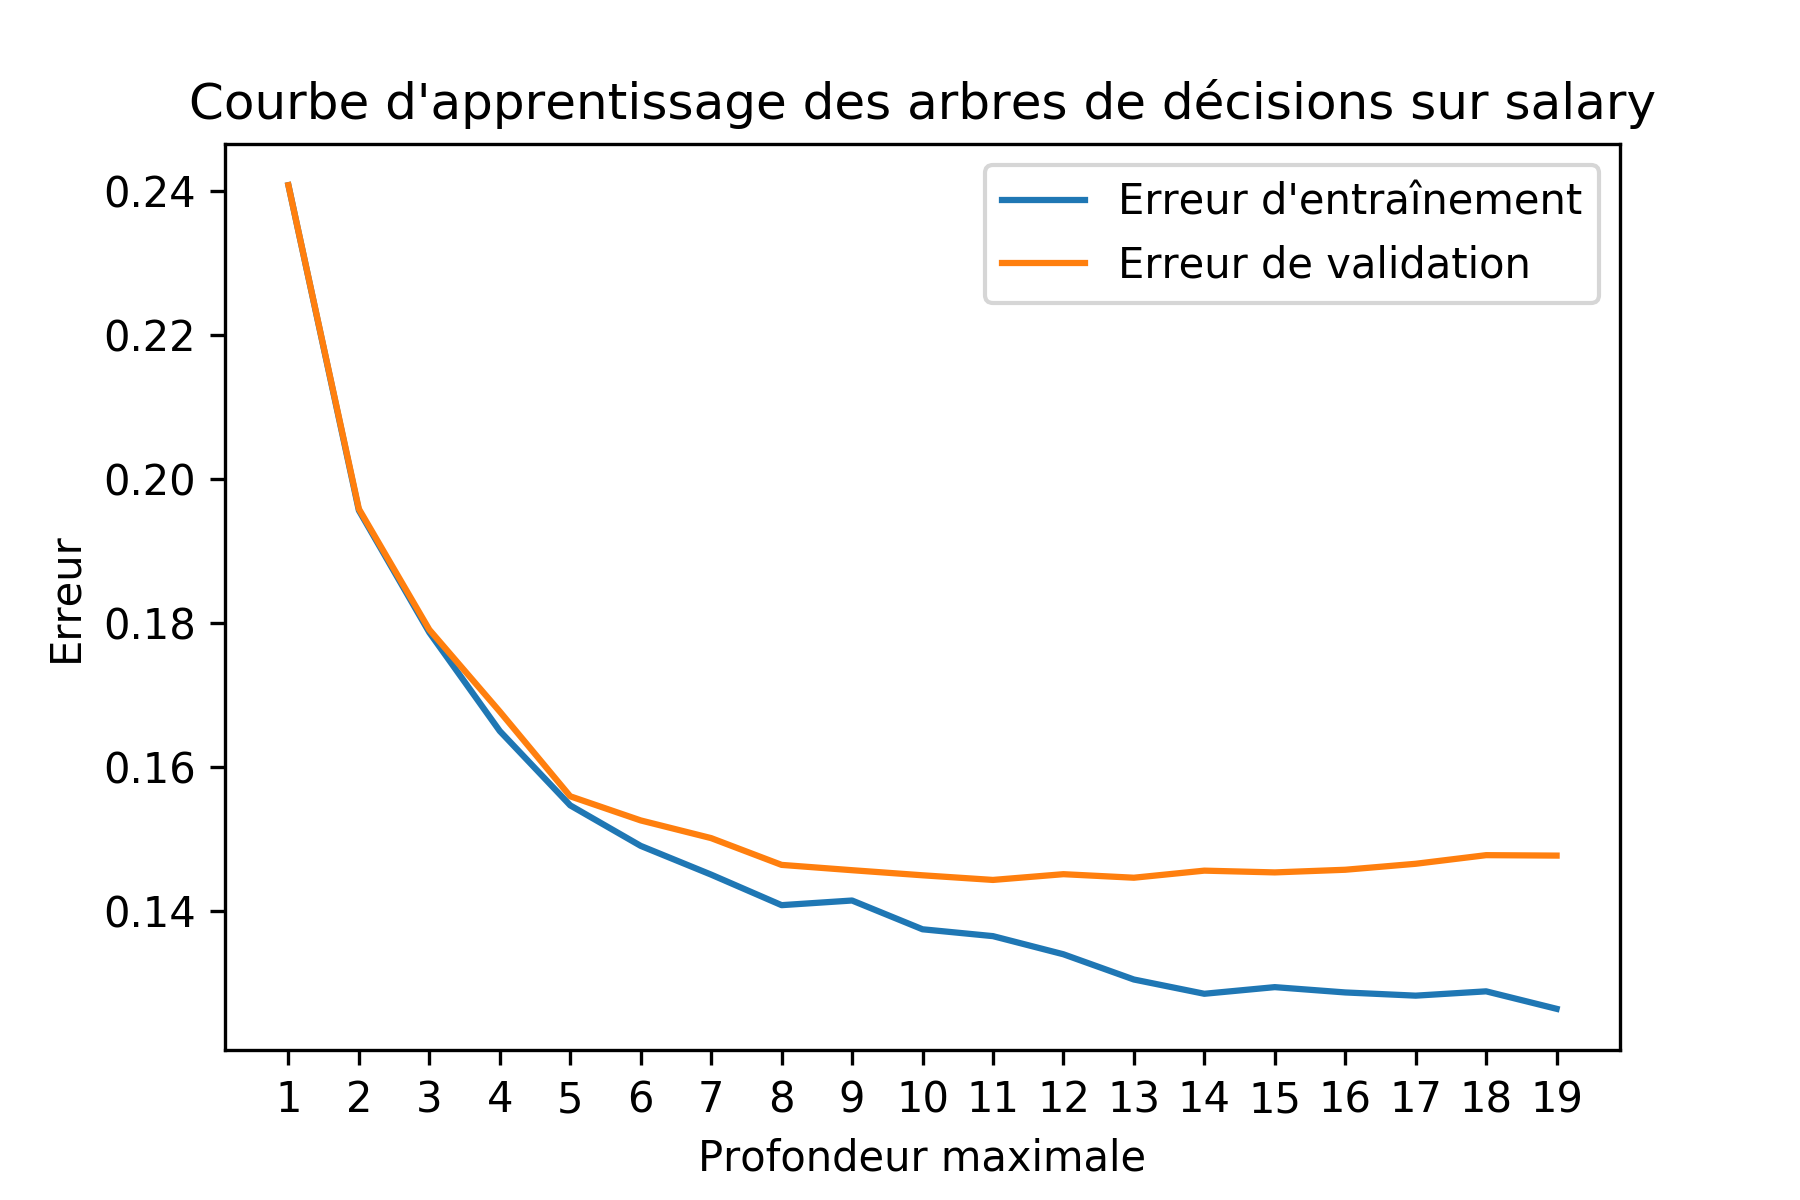 Courbe d'apprentissage des arbres de décisions sur salary
Erreur d'entraînement
Erreur de validation
0.24
0.22
0.20
0.18
0.16
0.14
Erreur
1 2 3 4 5 6 7 8 9 10 11 12 13 14 15 16 17 18 19
Profondeur maximale